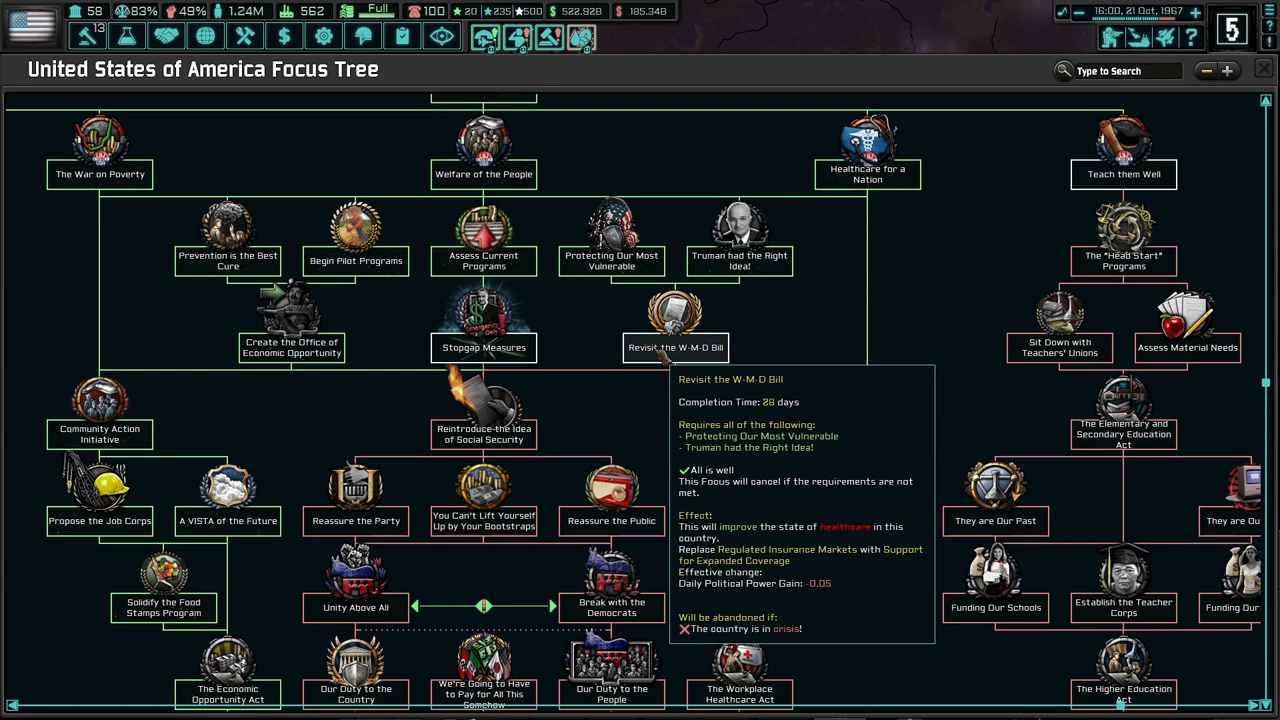 58 83% 49% 1.24M 562 Full 100 20 235 500 $ 522.92B $ 185.34B
16:00, 21 Oct, 1967
5
13
United States of America Focus Tree
Type to Search
The War on Poverty
Welfare of the People
Healthcare for a
Nation
Teach them Well
Prevention is the Best
Cure
Begin Pilot Programs
Assess Current
Programs
Protecting Our Most
Vulnerable
Truman had the Right
Idea!
The "Head Start"
Programs
Create the Office of
Economic Opportunity
Stopgap Measures
Revisit the W-M-D Bill
Sit Down with
Teachers' Unions
Assess Material Needs
Revisit the W-M-D Bill
Completion Time: 28 days
Requires all of the following:
- Protecting Our Most Vulnerable
- Truman had the Right Idea!
All is well
This Focus will cancel if the requirements are not
met.
Effect:
This will improve the state of healthcare in this
country.
Replace Regulated Insurance Markets with Support
for Expanded Coverage
Effective change:
Daily Political Power Gain: -0.05
Will be abandoned if:
The country is in crisis!
Community Action
Initiative
Reintroduce the Idea
of Social Security
The Elementary and
Secondary Education
Act
Propose the Job Corps
A VISTA of the Future
Reassure the Party
You Can't Lift Yourself
Up by Your Bootstraps
Reassure the Public
They are Our Past
They are Ou
Solidify the Food
Stamps Program
Unity Above All
Break with the
Democrats
Funding Our Schools
Establish the Teacher
Corps
Funding Our
The Economic
Opportunity Act
Our Duty to the
Country
We're Going to Have
to Pay for All This
Somehow
Our Duty to the
People
The Workplace
Healthcare Act
The Higher Education
Act